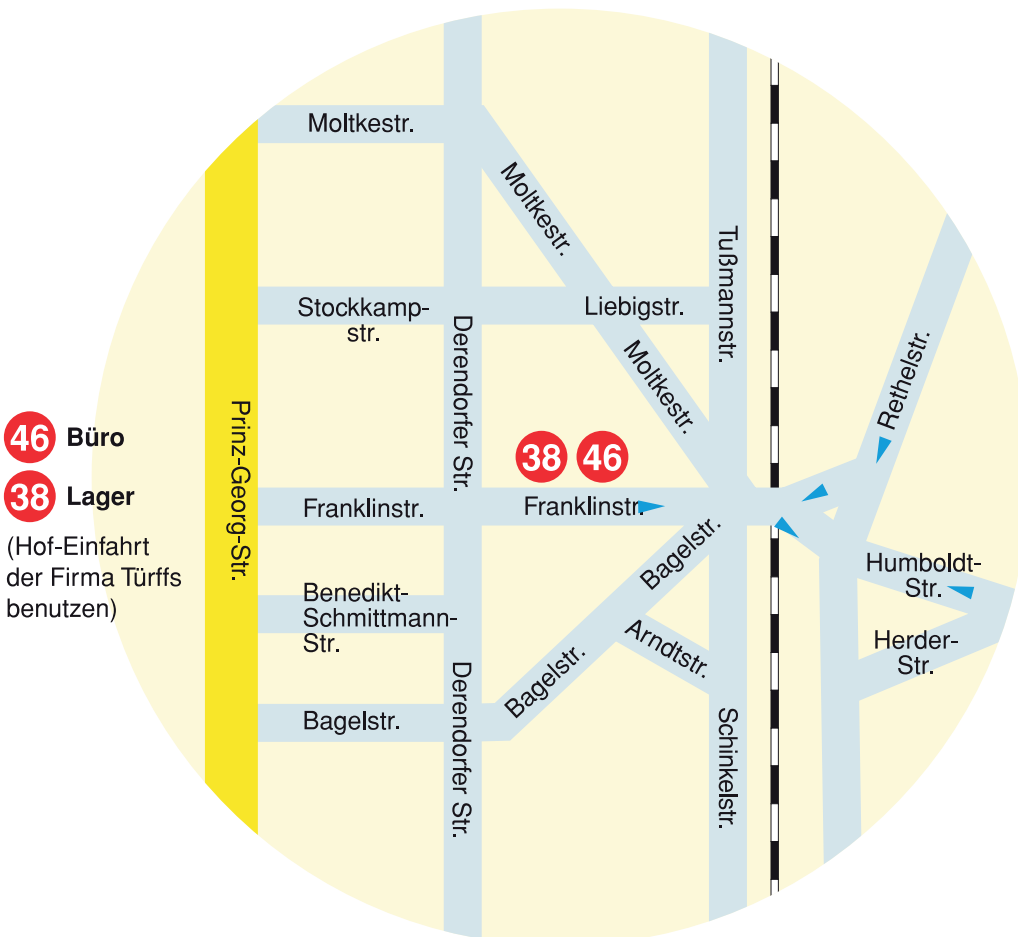 Moltkestr.
Moltkestr.
Tußmannstr.
Stockkamp-
str.
Liebigstr.
Derendorfer Str.
Moltkestr.
Rethelstr.
Prinz-Georg-Str.
46 Büro
38 46
38 Lager
Franklinstr.
Franklinstr.
(Hof-Einfahrt
der Firma Türffs
benutzen)
Bagelstr.
Humboldt-
Str.
Benedikt-
Schmittmann-
Str.
Arndtstr.
Herder-
Str.
Derendorfer Str.
Bagelstr.
Bagelstr.
Schinkelstr.